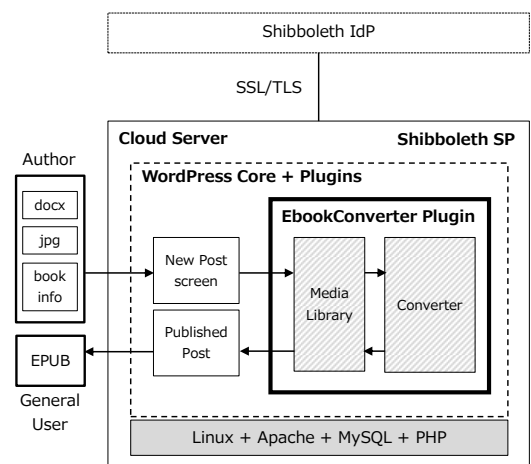 Shibboleth IdP
SSL/TLS
Cloud Server
Shibboleth SP
Author
WordPress Core + Plugins
docx
jpg
book
info
EbookConverter Plugin
New Post
screen
Media
Library
Converter
Published
Post
EPUB
General
User
Linux + Apache + MySQL + PHP